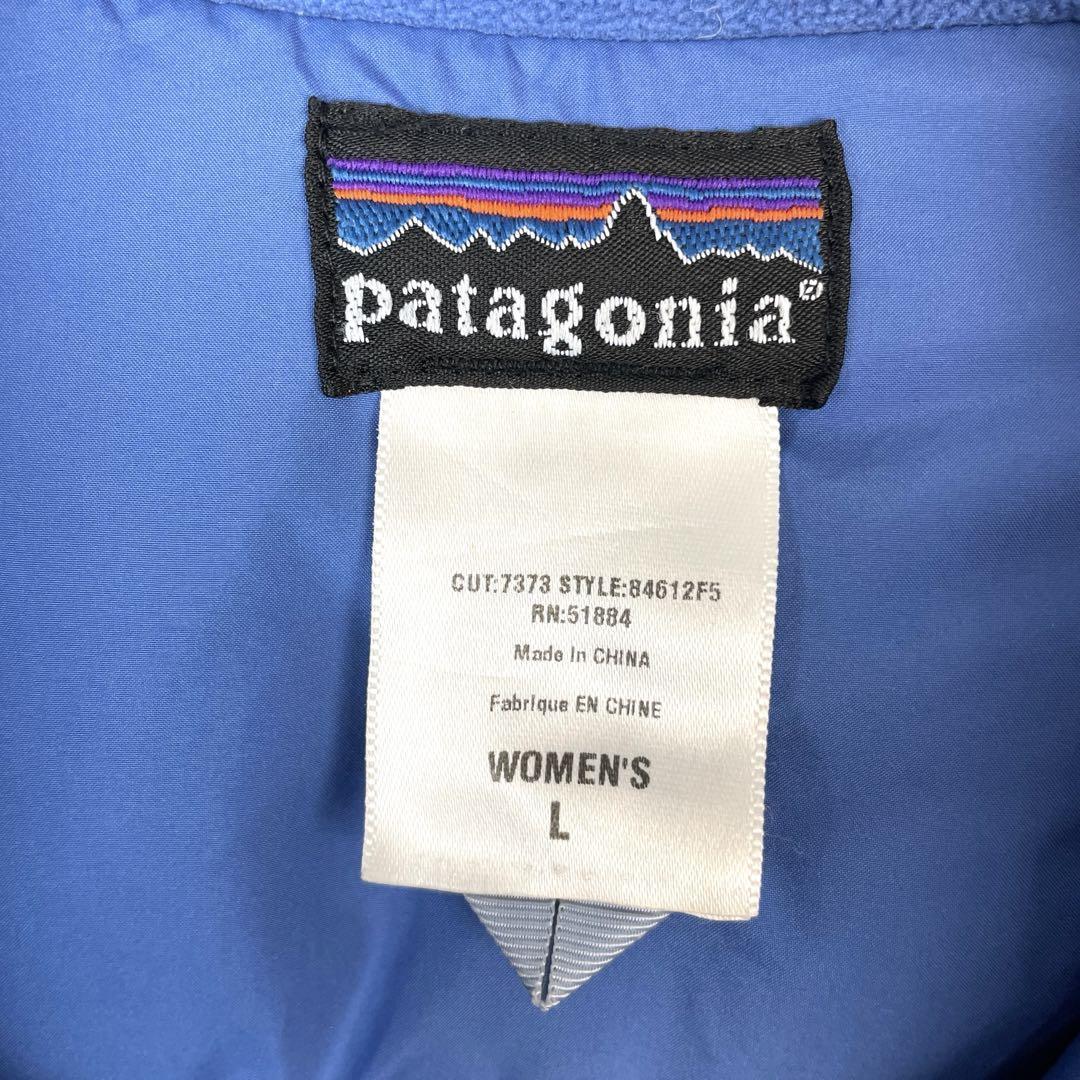 patagonia®
CUT:7373 STYLE:84612F5
RN:51884
Made In CHINA
Fabrique EN CHINE
WOMEN'S
L